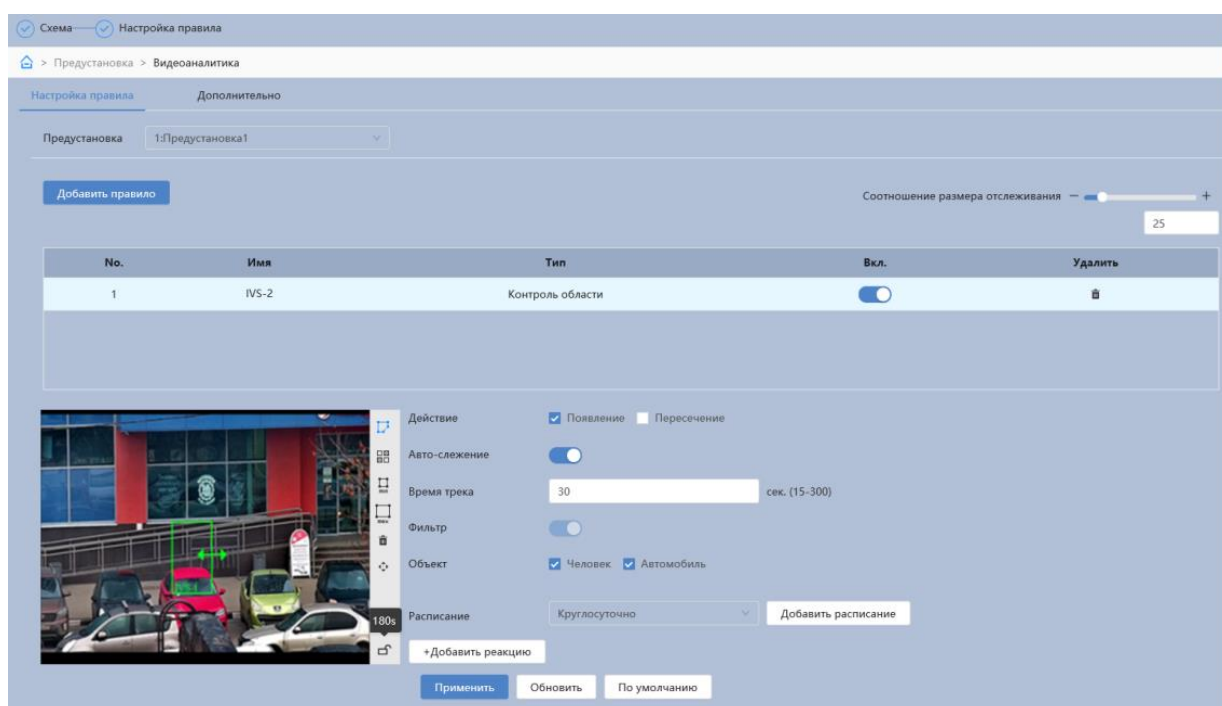 Схема Настройка правила
> Предустановка > Видеоаналитика
Настройка правила Дополнительно
Предустановка 1:Предустановка1
Добавить правило Соотношение размера отслеживания − +
25
No. Имя Тип Вкл. Удалить
1 IVS-2 Контроль области
Действие Появление Пересечение
Авто-слежение
Время трека 30 сек. (15-300)
Фильтр
Объект Человек Автомобиль
180s Расписание Круглосуточно Добавить расписание
+Добавить реакцию
Применить Обновить По умолчанию